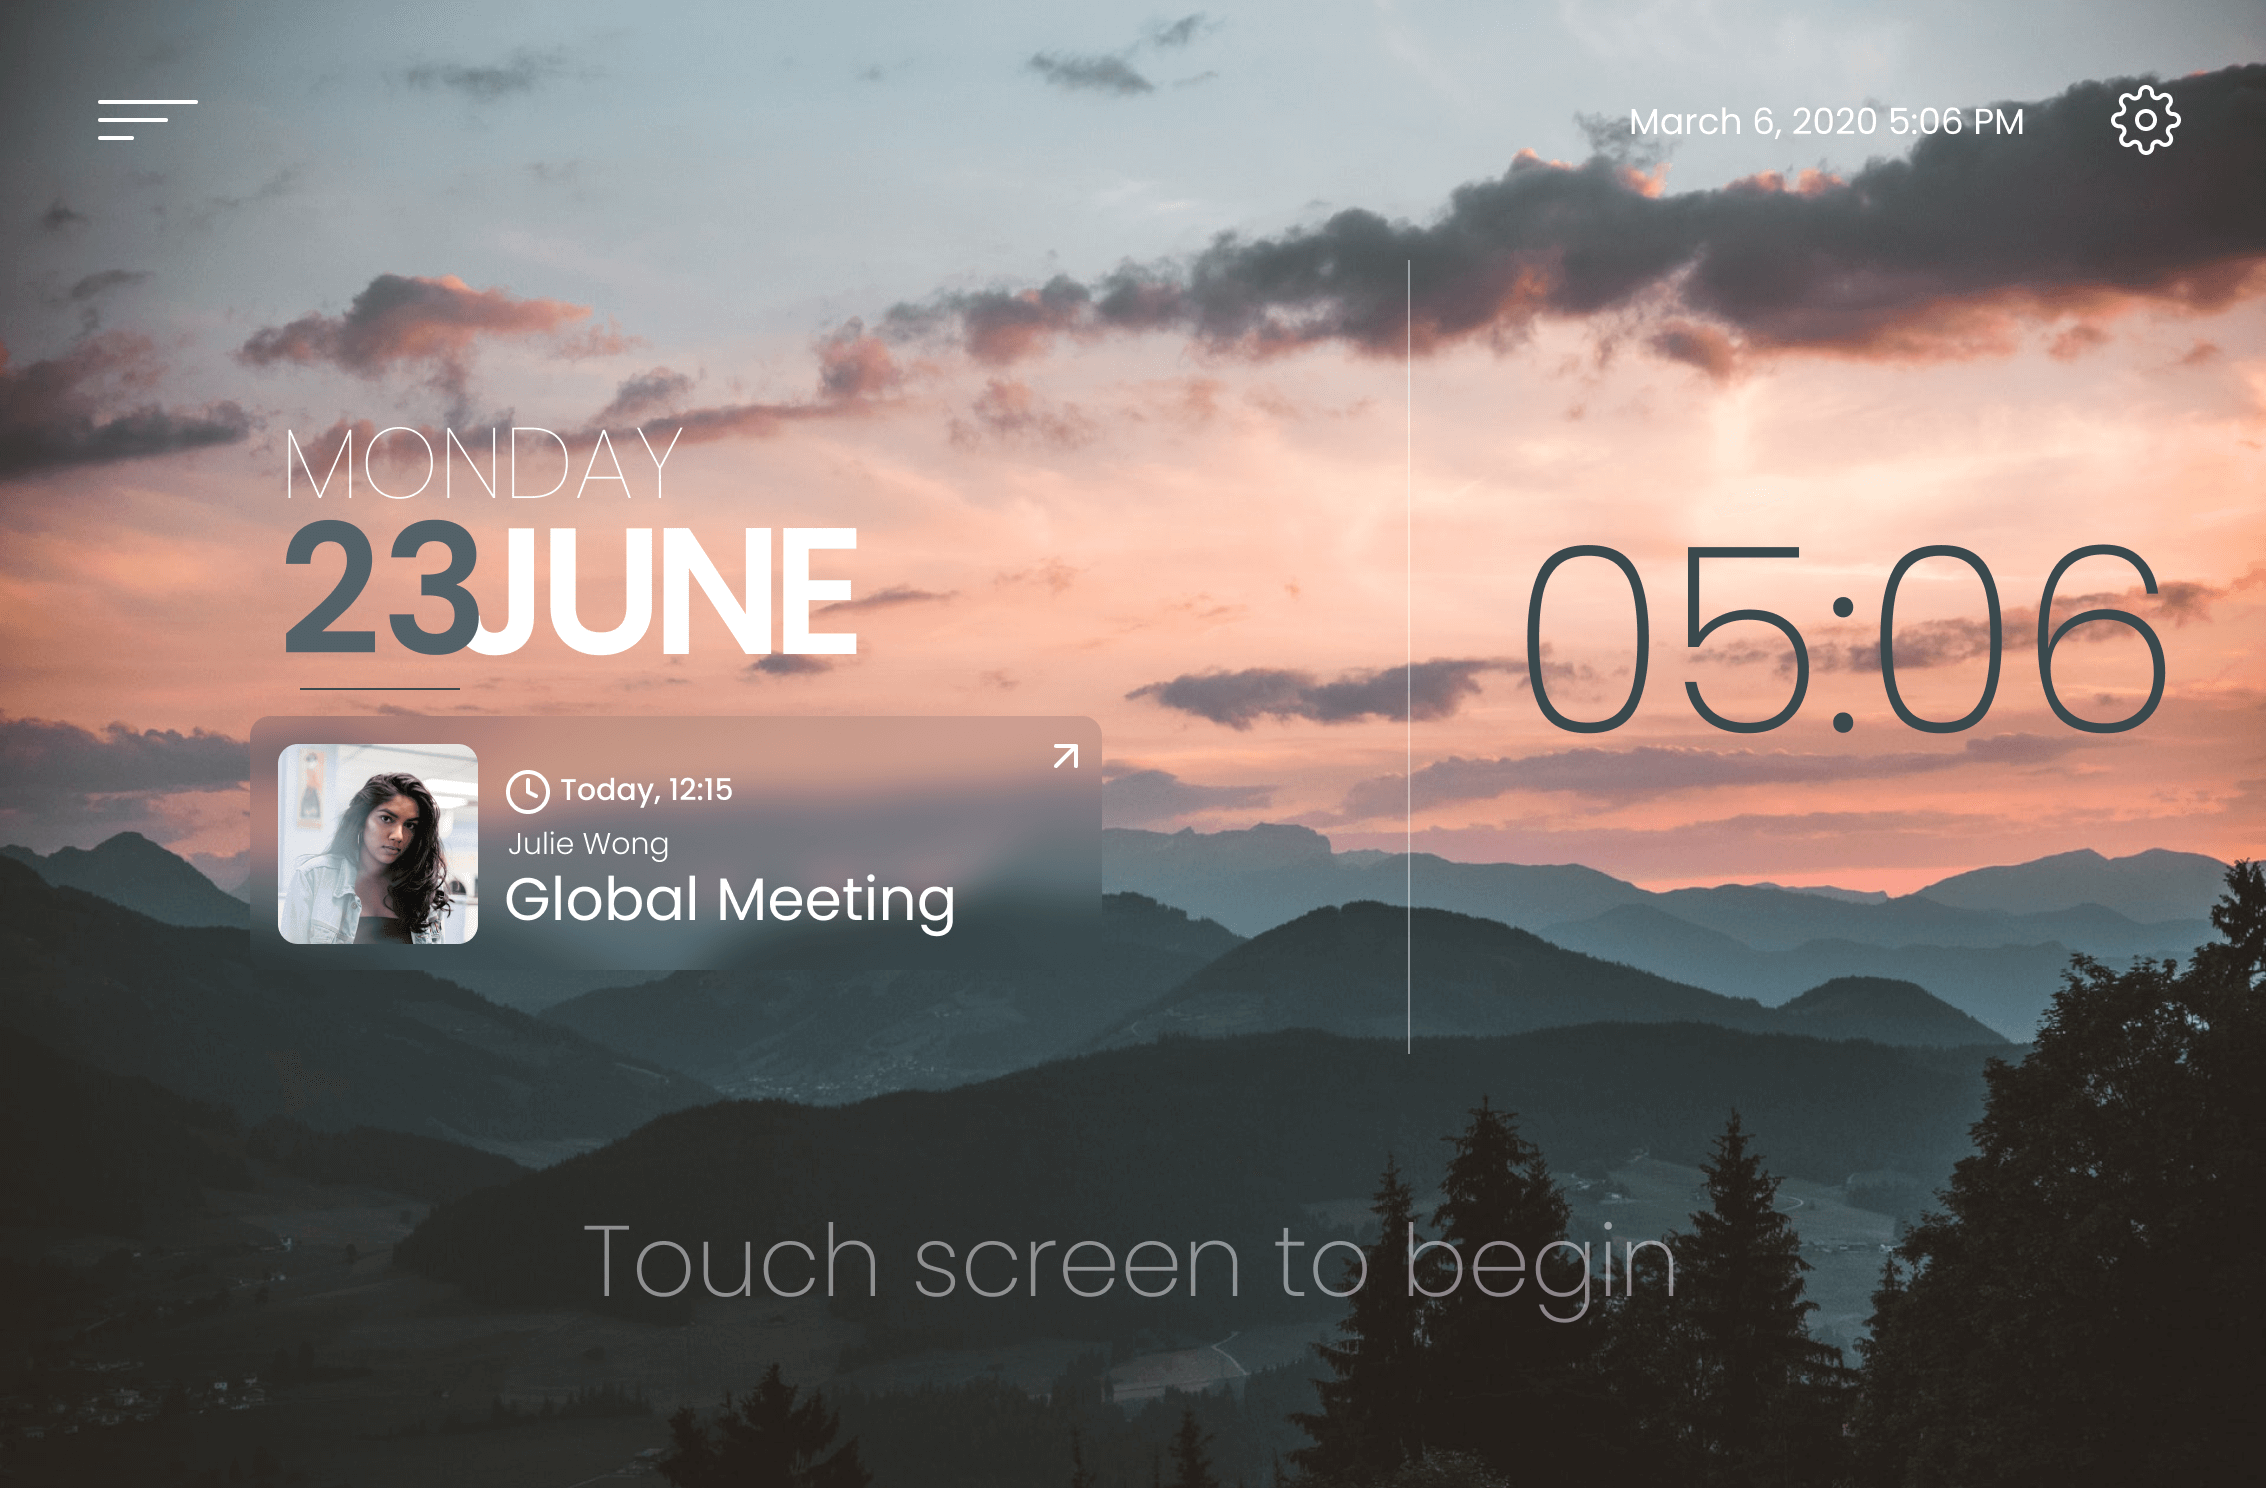 March 6, 2020 5:06 PM
MONDAY
23JUNE
05:06
Today, 12:15
Julie Wong
Global Meeting
Touch screen to begin